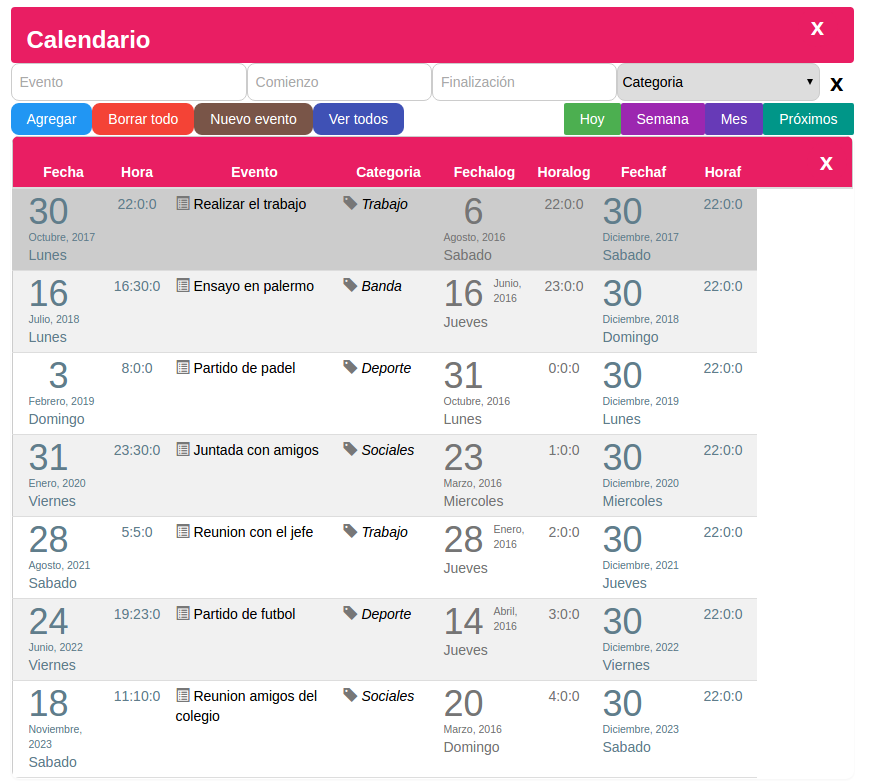 Calendario x
Evento Comienzo Finalización Categoria x
Agregar Borrar todo Nuevo evento Ver todos Hoy Semana Mes Próximos
x
Fecha Hora Evento Categoria Fechalog Horalog Fechaf Horaf
30 22:0:0 Realizar el trabajo Trabajo 6 22:0:0 30 22:0:0
Octubre, 2017 Agosto, 2016 Diciembre, 2017
Lunes Sabado Sabado
16 16:30:0 Ensayo en palermo Banda 16 Junio, 2016 23:0:0 30 22:0:0
Julio, 2018 Diciembre, 2018
Lunes Jueves Domingo
3 8:0:0 Partido de padel Deporte 31 0:0:0 30 22:0:0
Febrero, 2019 Octubre, 2016 Diciembre, 2019
Domingo Lunes Lunes
31 23:30:0 Juntada con amigos Sociales 23 1:0:0 30 22:0:0
Enero, 2020 Marzo, 2016 Diciembre, 2020
Viernes Miercoles Miercoles
28 5:5:0 Reunion con el jefe Trabajo 28 Enero, 2016 2:0:0 30 22:0:0
Agosto, 2021 Diciembre, 2021
Sabado Jueves Jueves
24 19:23:0 Partido de futbol Deporte 14 Abril, 2016 3:0:0 30 22:0:0
Junio, 2022 Diciembre, 2022
Viernes Jueves Viernes
18 11:10:0 Reunion amigos del colegio Sociales 20 4:0:0 30 22:0:0
Noviembre, 2023 Marzo, 2016 Diciembre, 2023
Sabado Domingo Sabado